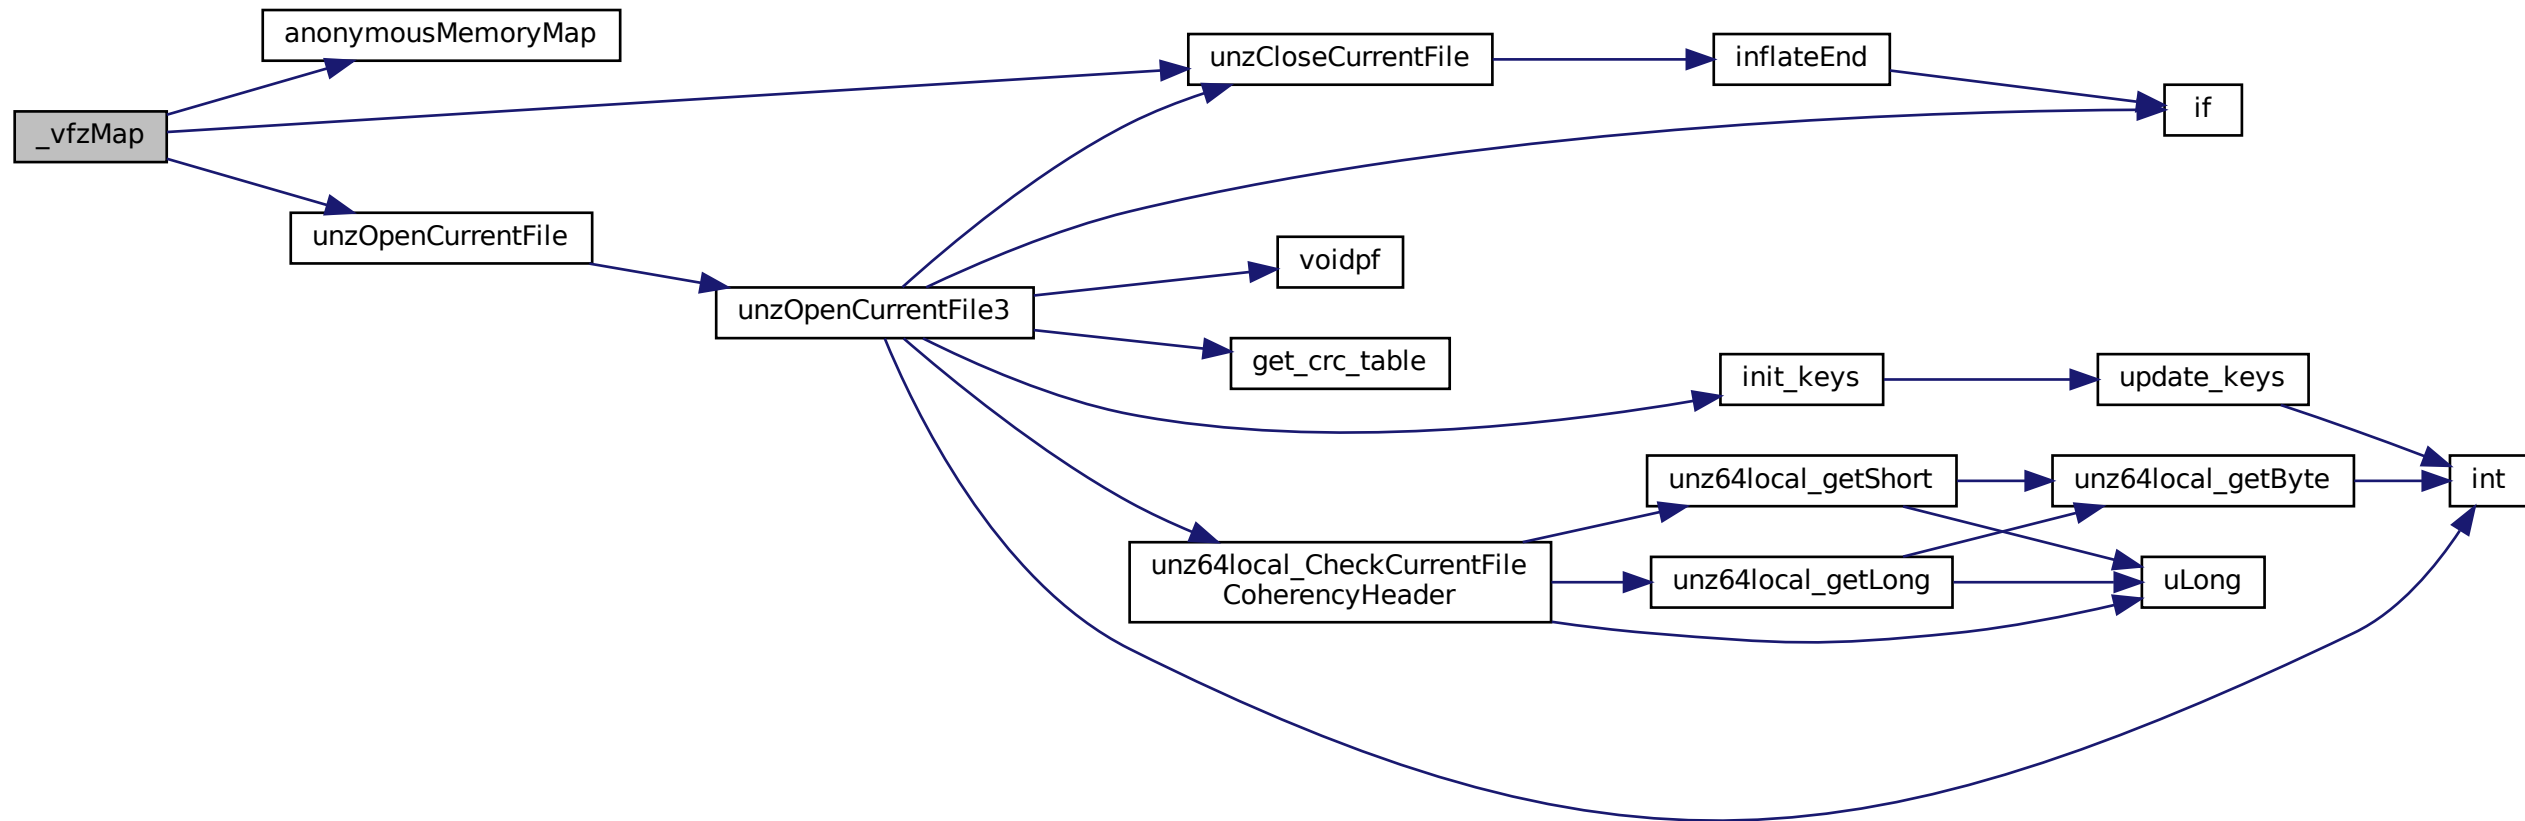 anonymousMemoryMap
_vfzMap
unzCloseCurrentFile
inflateEnd
if
unzOpenCurrentFile
voidpf
unzOpenCurrentFile3
get_crc_table
init_keys
update_keys
unz64local_getShort
unz64local_getByte
int
unz64local_CheckCurrentFile
CoherencyHeader
unz64local_getLong
uLong